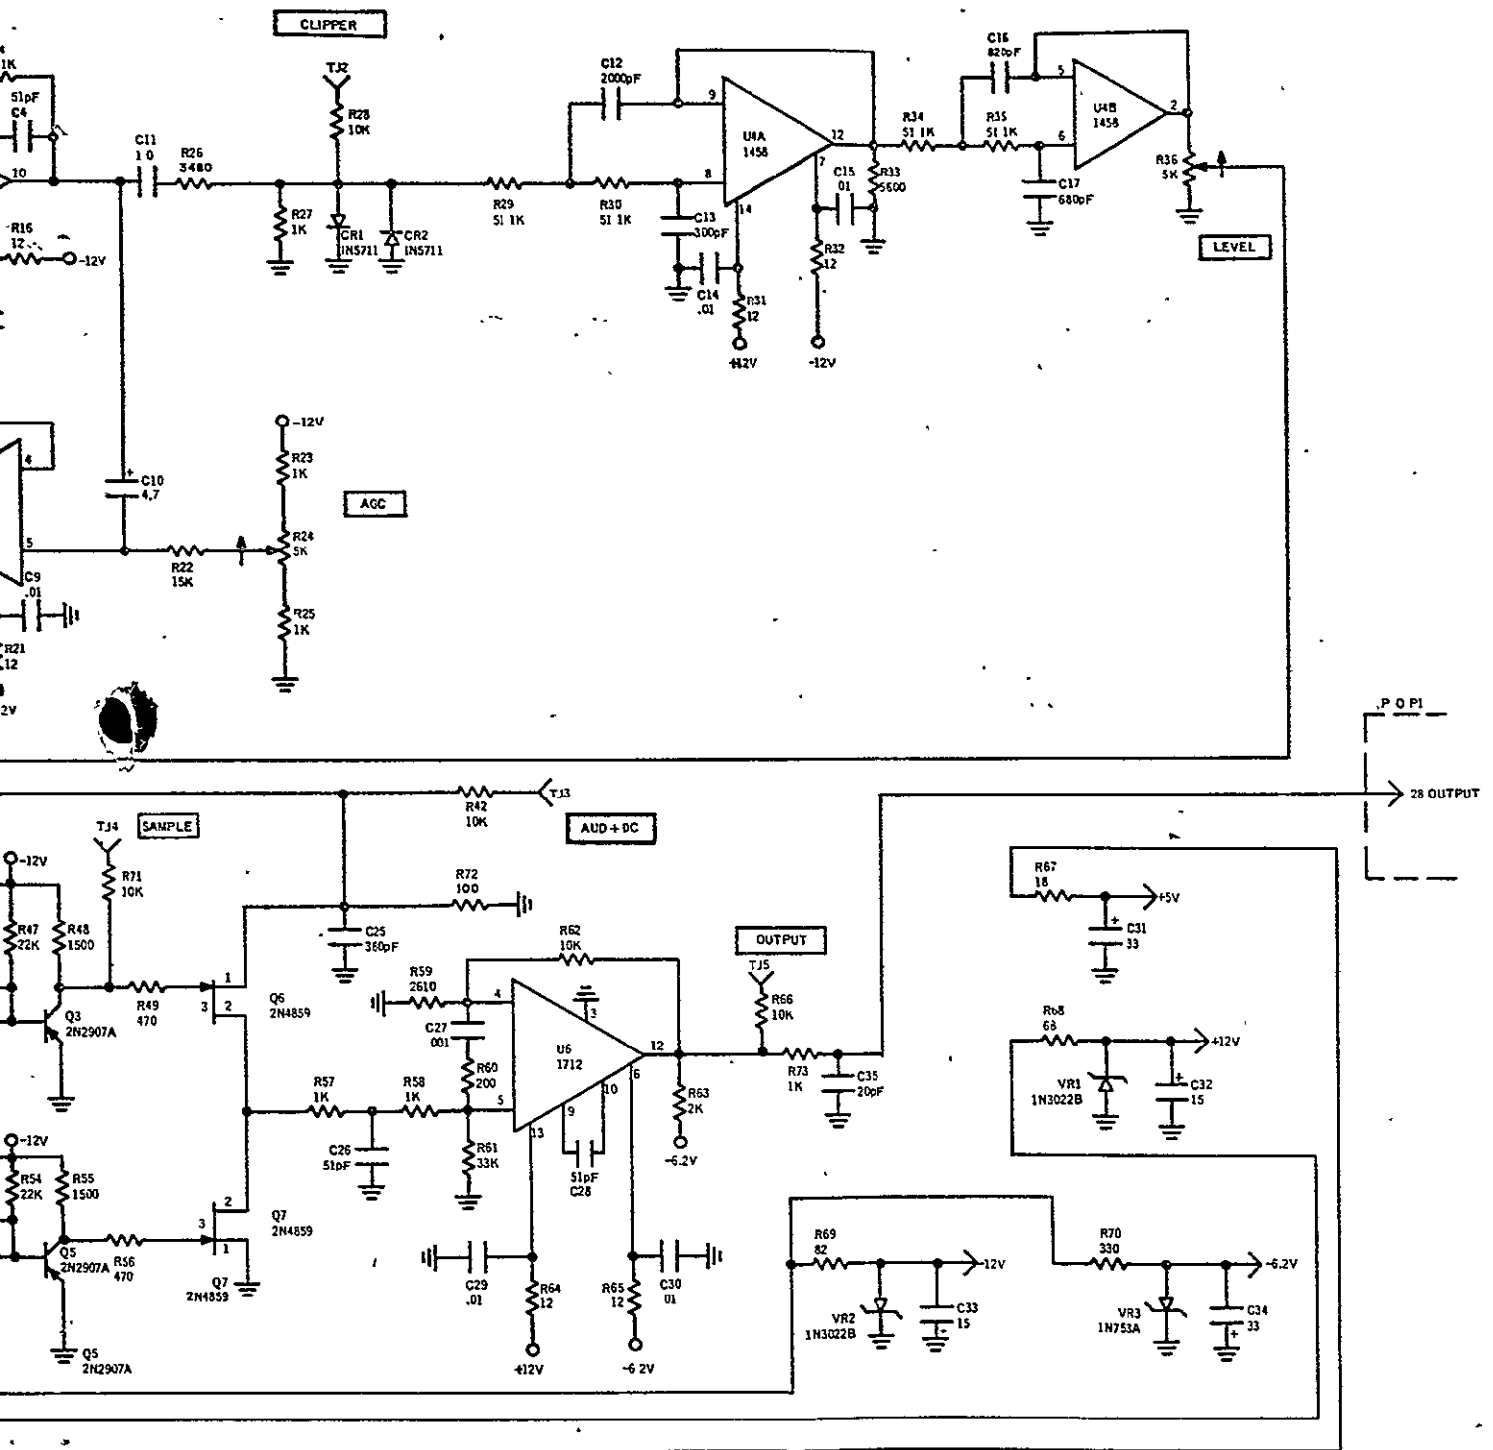 CLIPPER
1K
51pF
C4
10
R16
12
-12V
C11
1 0
R26
3480
TJ2
R28
10K
R27
1K
CR1
1N5711
CR2
1N5711
R29
51 1K
C12
2000pF
R30
51 1K
C13
300pF
C14
.01
9
8
U4A
1458
12
7
14
R31
12
+12V
C15
01
R33
5600
R32
12
-12V
R34
51 1K
C16
820pF
R35
51 1K
C17
680pF
5
6
U4B
1458
2
R36
5K
LEVEL
4
5
C10
4.7
C9
.01
R21
12
2V
R22
15K
-12V
R23
1K
R24
5K
R25
1K
AGC
P O P1
28 OUTPUT
R42
10K
TJ3
AUD + DC
TJ4
SAMPLE
-12V
R71
10K
R47
22K
R48
1500
Q3
2N2907A
R49
470
1
3
2
Q6
2N4859
C25
360pF
R72
100
R59
2610
R62
10K
4
3
C27
001
R60
200
U6
1712
12
6
10
9
5
13
R57
1K
R58
1K
C26
51pF
R61
33K
51pF
C28
R63
2K
-6.2V
OUTPUT
TJ5
R66
10K
R73
1K
C35
20pF
R67
18
+5V
C31
33
R68
68
+12V
VR1
1N3022B
C32
15
-12V
R54
22K
R55
1500
Q5
2N2907A
R56
470
2
3
1
Q7
2N4859
Q7
2N4859
Q5
2N2907A
C29
.01
R64
12
+12V
R65
12
C30
01
-6 2V
R69
82
-12V
VR2
1N3022B
C33
15
R70
330
-6.2V
VR3
1N753A
C34
33